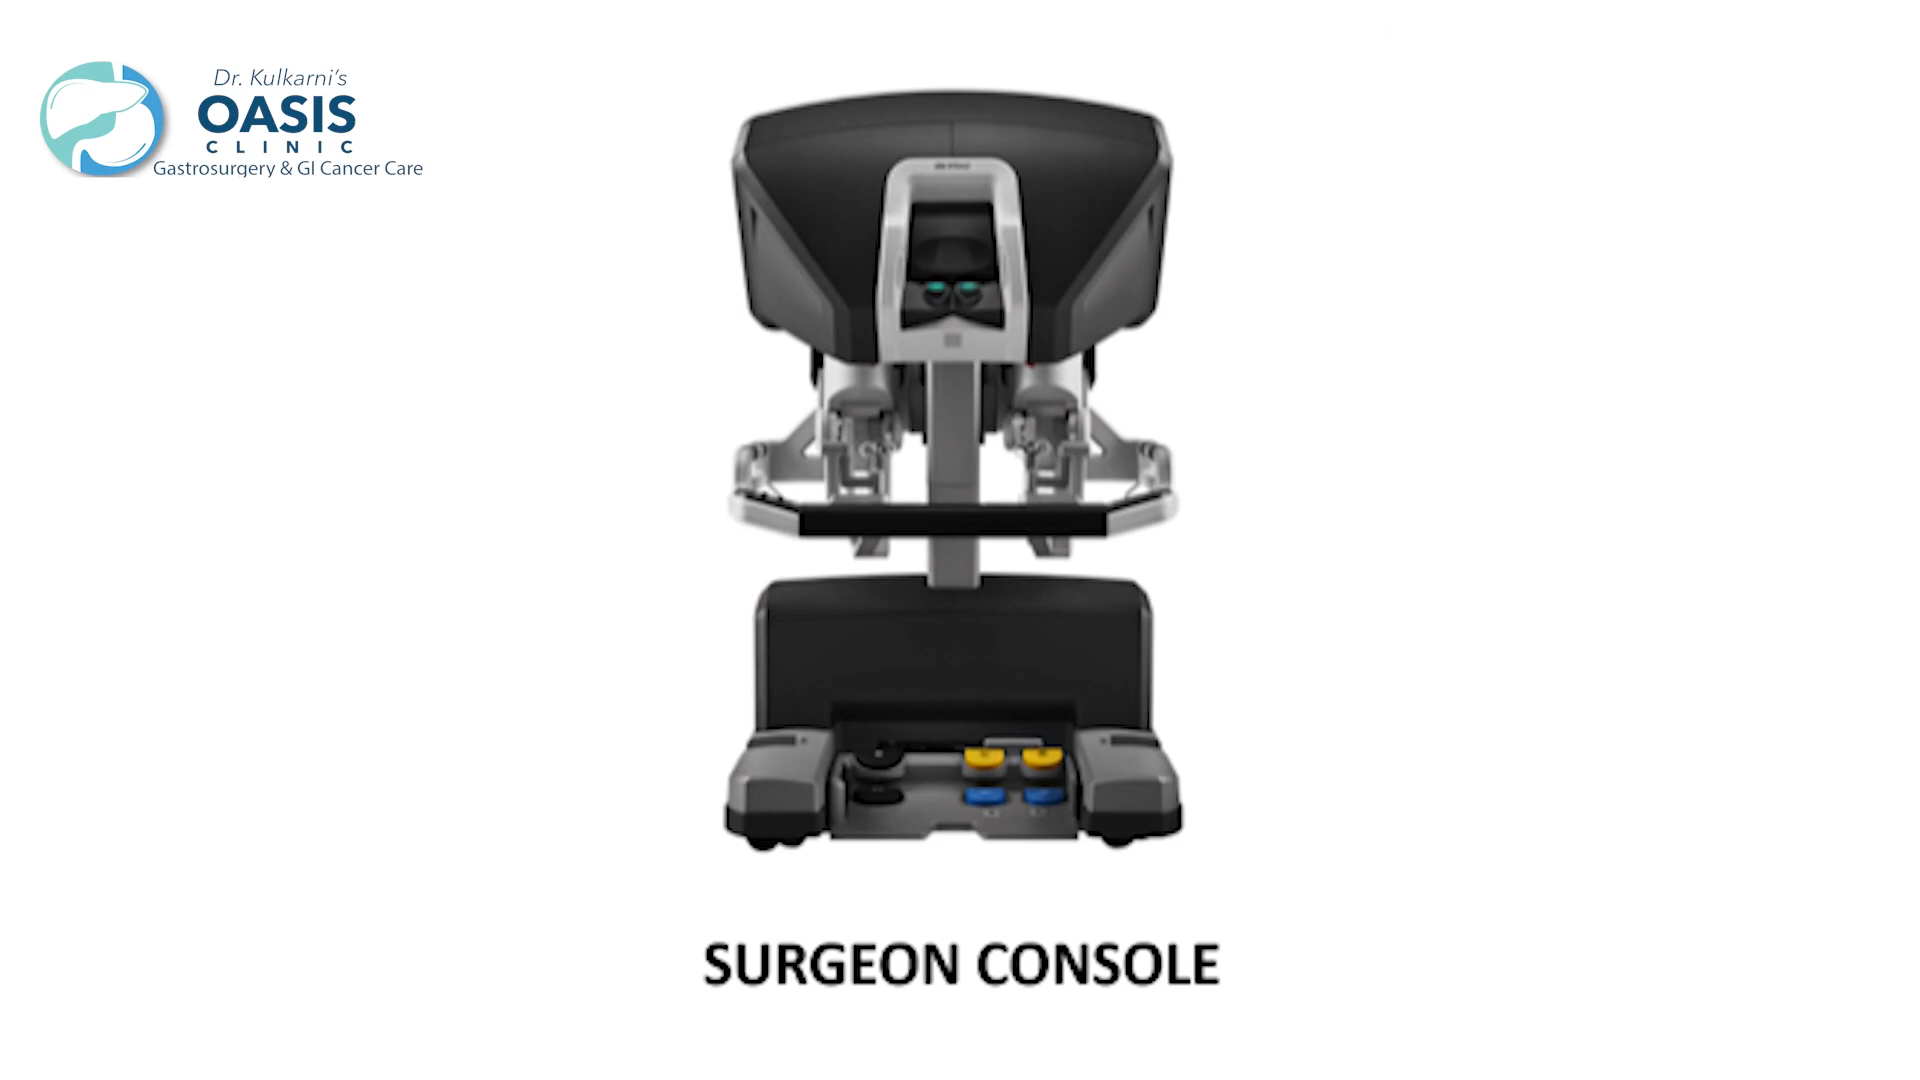 Dr. Kulkarni's
OASIS
CLINIC
Gastrosurgery & GI Cancer Care
SURGEON CONSOLE